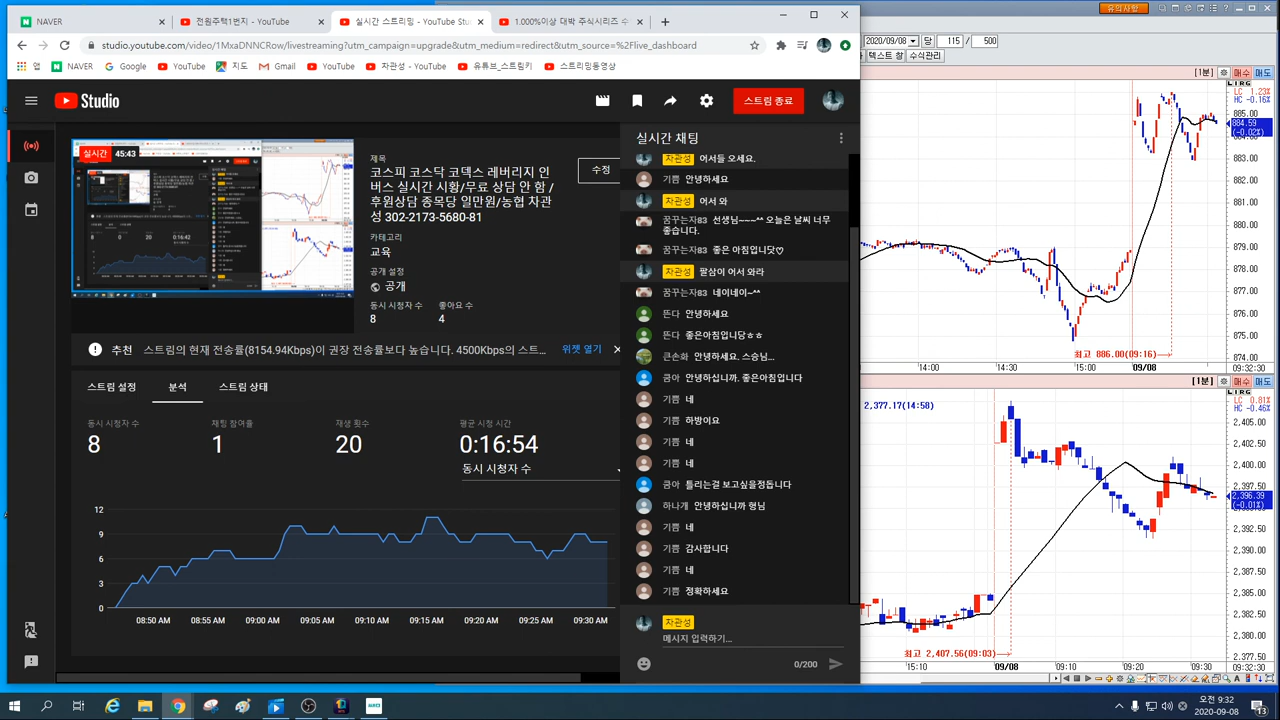 NAVER
전원주택1번지 - YouTube
실시간 스트리밍 - YouTube Stu
1.000%이상 대박 주식시리즈 수
studio.youtube.com/video/1MxaDNNCRow/livestreaming?utm_campaign=upgrade&utm_medium=redirect&utm_source=%2Flive_dashboard
앱
NAVER
Google
YouTube
지도
Gmail
YouTube
자관성 - YouTube
유튜브_스트림키
스트리밍동영상
Studio
스트림 종료
실시간 45:43
제목
코스피 코스닥 코덱스 레버리지 인
버트 실시간 시황/무료 상담 안 함 /
후원상담 종목당 일만원/농협 차관
성 302-2173-5680-81
수정
카테고리
교육
공개 설정
공개
동시 시청자 수 좋아요 수
8 4
추천 스트림의 현재 전송률(8154.94Kbps)이 권장 전송률보다 높습니다. 4500Kbps의 스트...
위젯 열기
스트림 설정 분석 스트림 상태
동시 시청자 수 채팅 참여율 재생 횟수 평균 시청 시간
8 1 20 0:16:54
동시 시청자 수
12
9
6
3
0
08:50 AM 08:55 AM 09:00 AM 09:05 AM 09:10 AM 09:15 AM 09:20 AM 09:25 AM 09:30 AM
실시간 채팅
자관성 어서들 오세요.
기쁨 안녕하세요
자관성 어서 와
꿈꾸는자83 선생님~~~^^ 오늘은 날씨 너무
좋습니다.
꿈꾸는자83 좋은 아침입니닷♡
자관성 팔삼이 어서 와라
꿈꾸는자83 네이네이~^^
뜬다 안녕하세요
뜬다 좋은아침입니당ㅎㅎ
큰손화 안녕하세요. 스승님...
쿵아 안녕하십니까. 좋은아침입니다
기쁨 네
기쁨 하방이요
기쁨 네
기쁨 네
쿵아 틀리는걸 보고싶을정둡니다
하나개 안녕하십니까 형님
기쁨 네
기쁨 감사합니다
기쁨 네
기쁨 정확하세요
자관성
메시지 입력하기...
0/200
유의사항
2020/09/08 당 115 / 500
텍스트 창 수식관리
[1분] 매수 매도
LC 1.23%
HC -0.16%
885.00
884.59
(-0.02%)
883.00
882.00
881.00
879.00
878.00
877.00
875.00
874.00
최고 886.00(09:16)
14:00 14:30 15:00 09/08 09:32:30
[1분] 매수 매도
2,377.17(14:58)
LC 0.81%
HC -0.46%
2,405.00
2,402.50
2,400.00
2,397.50
2,396.39
(-0.01%)
2,392.50
2,390.00
2,387.50
2,385.00
2,382.50
2,380.00
2,377.50
최고 2,407.56(09:03)
15:10 09/08 09:10 09:20 09:30 09:32:30
오전 9:32
2020-09-08